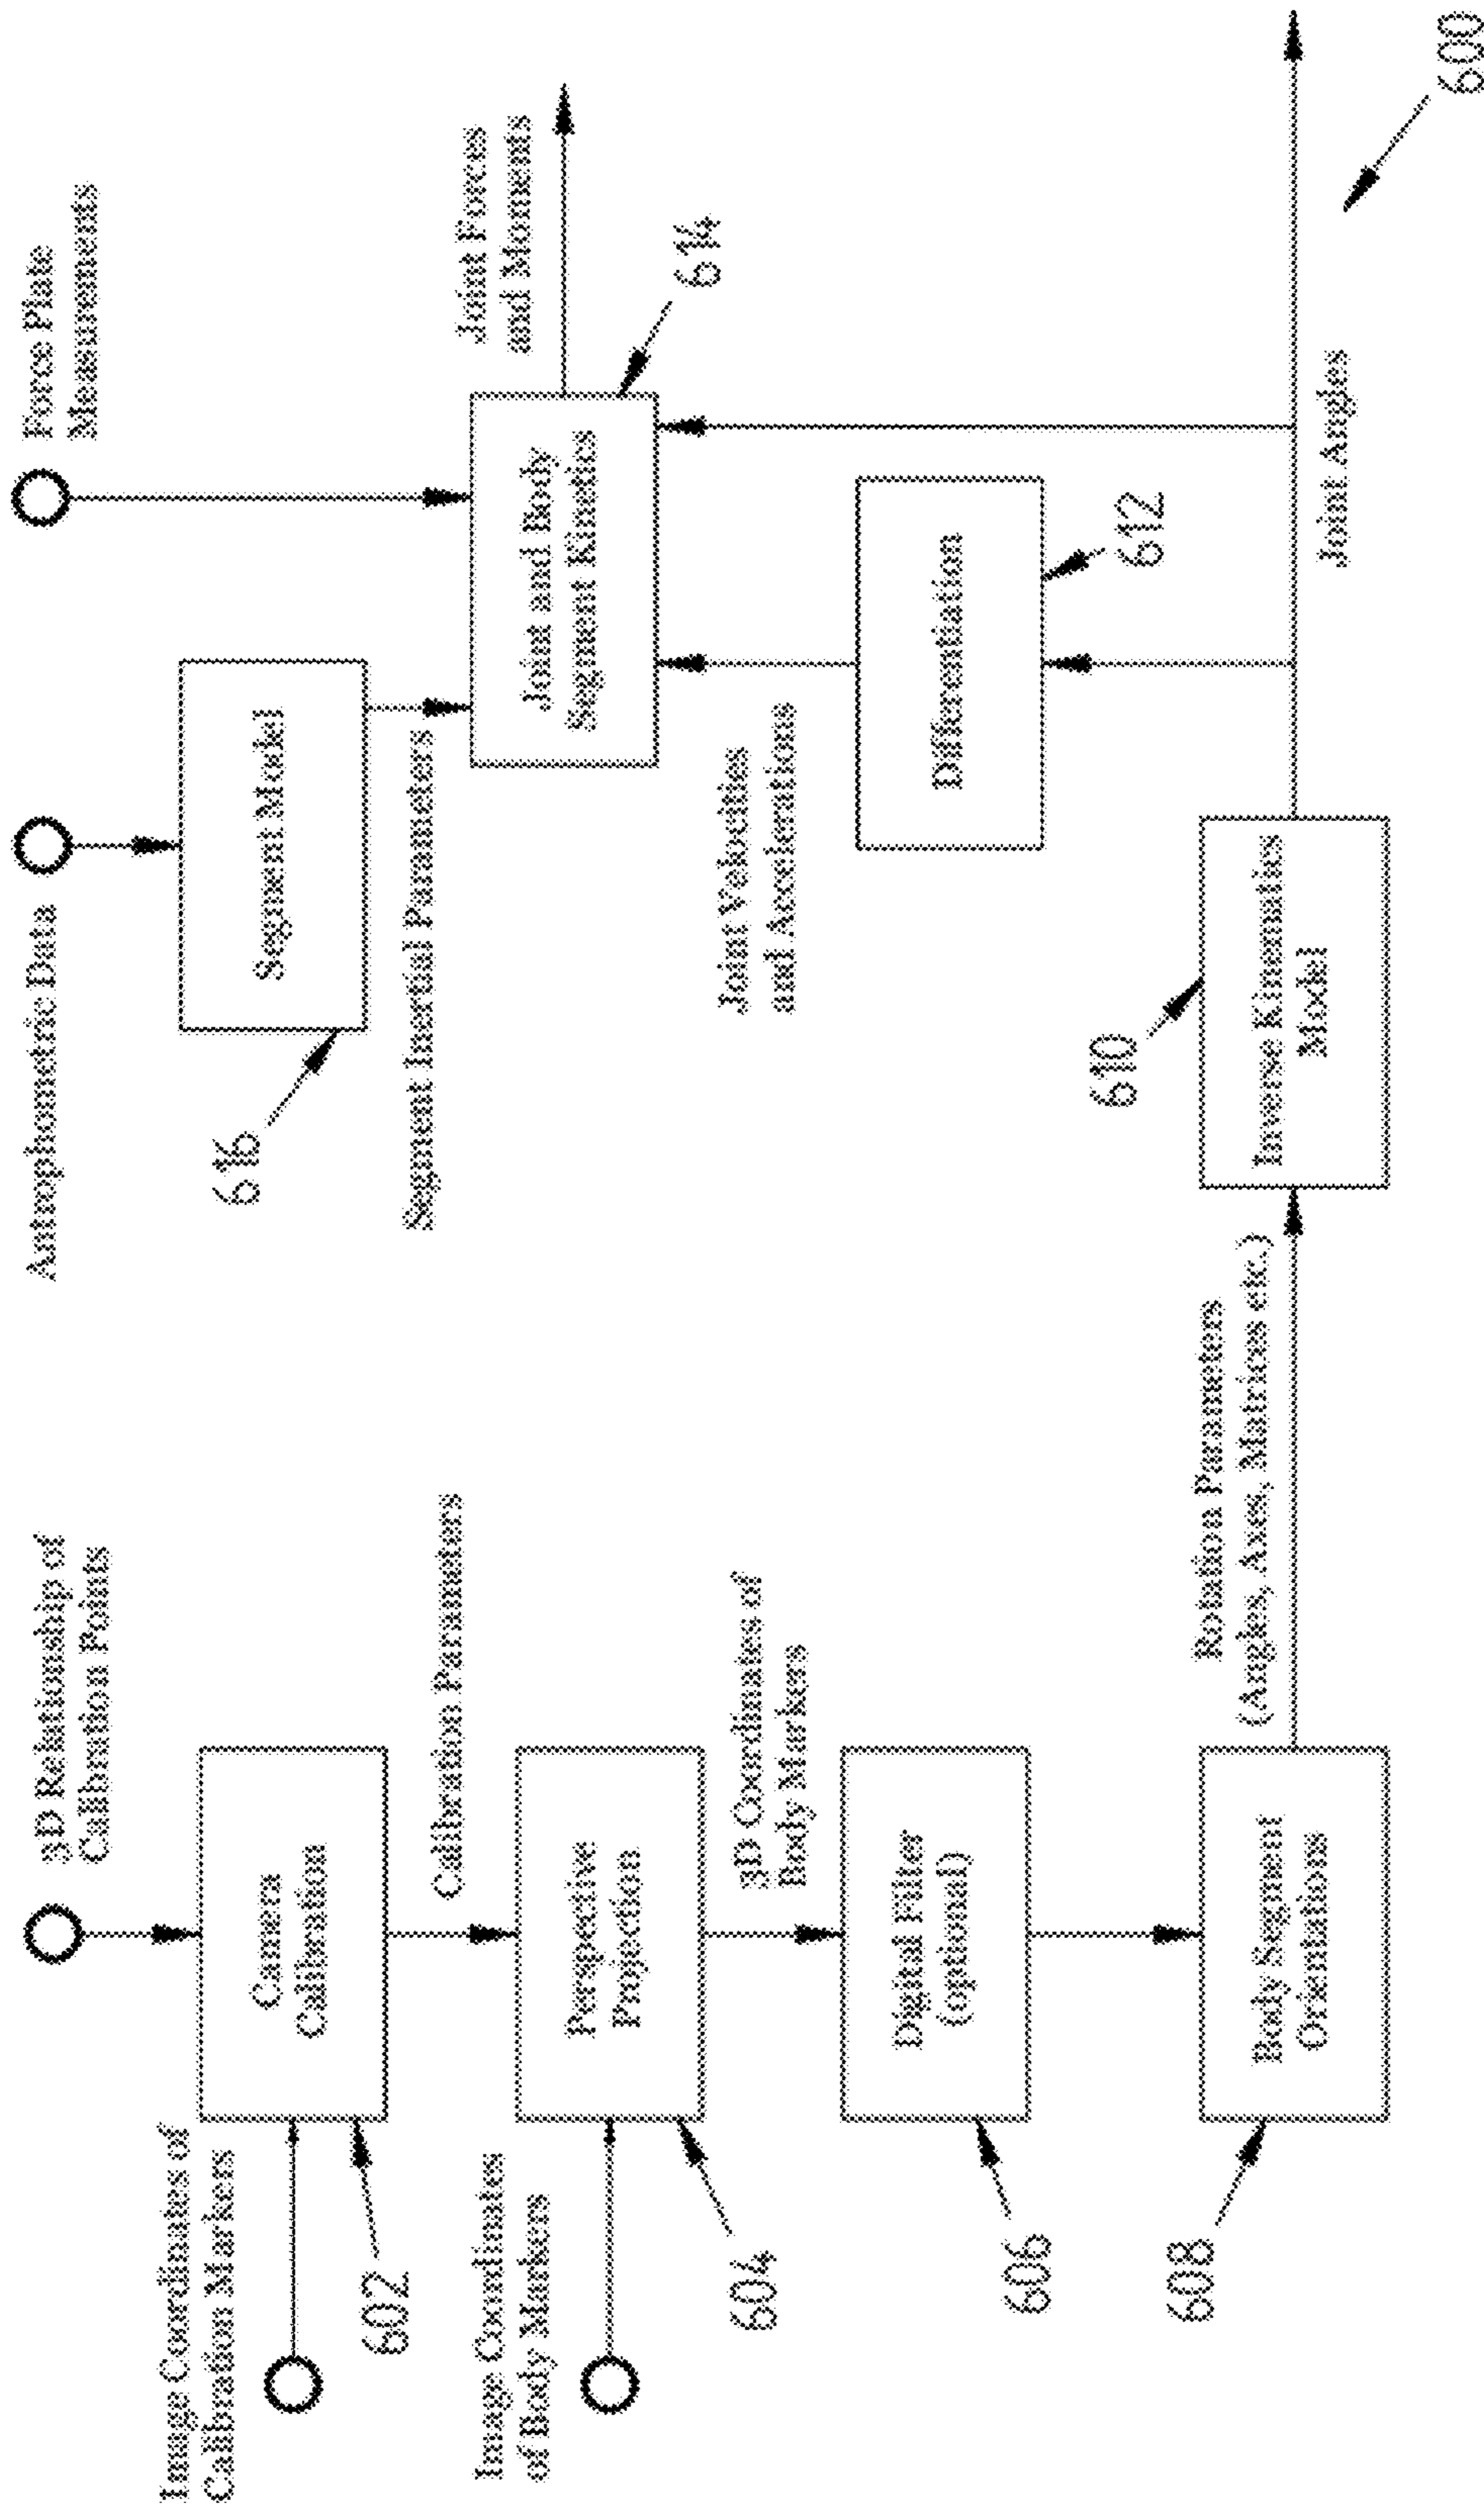 3D Relationship of
Calibration Points
Image Coordinates of
Calibration Markers
Camera
Calibration
602
Calibration Parameters
Image Coordinates
of Body Markers
Perspective
Projection
604
3D Coordinates of
Body Markers
Digital Filter
(optional)
606
Body Segment
Orientations
608
Rotation Parameters
(Angles, Axes, Matrices etc.)
Inverse Kinematics
Model
610
Joint Angles
Differentiation
612
Joint Velocities
and Accelerations
Antrophometric Data
Segment Model
616
Segment Inertial Parameters
Force Plate
Measurements
Joint and Body
Segment Kinetics
614
Joint Forces
and Moments
600